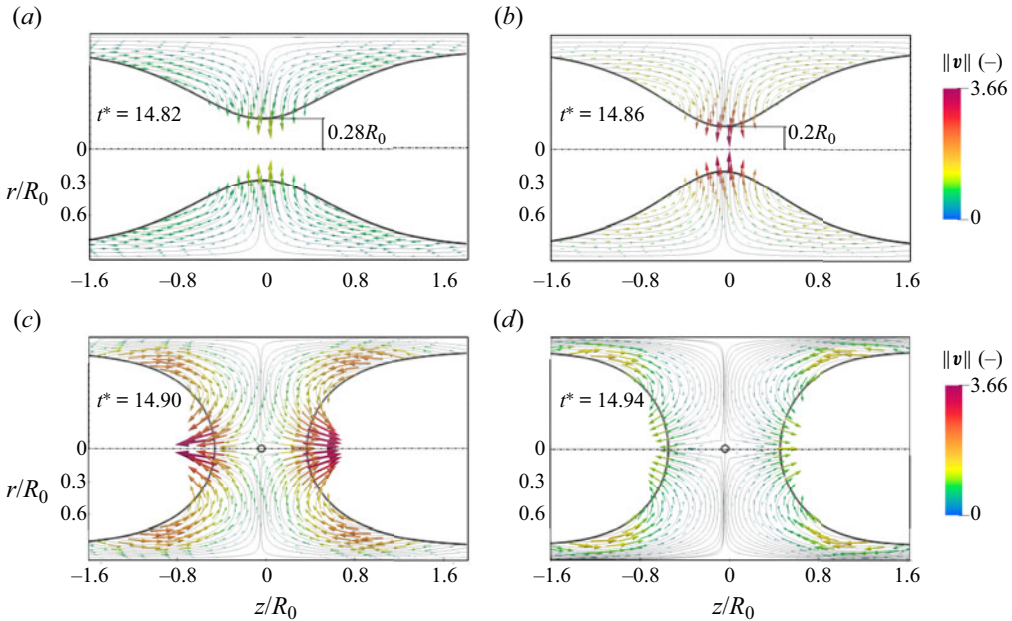 (a)
(b)
t* = 14.82
0.28R₀
t* = 14.86
0.2R₀
‖v‖ (–)
3.66
0
r/R₀
0
0.3
0.6
0
0.3
0.6
–1.6
–0.8
0
0.8
1.6
–1.6
–0.8
0
0.8
1.6
(c)
(d)
t* = 14.90
t* = 14.94
‖v‖ (–)
3.66
0
r/R₀
0
0.3
0.6
0
0.3
0.6
–1.6
–0.8
0
0.8
1.6
–1.6
–0.8
0
0.8
1.6
z/R₀
z/R₀